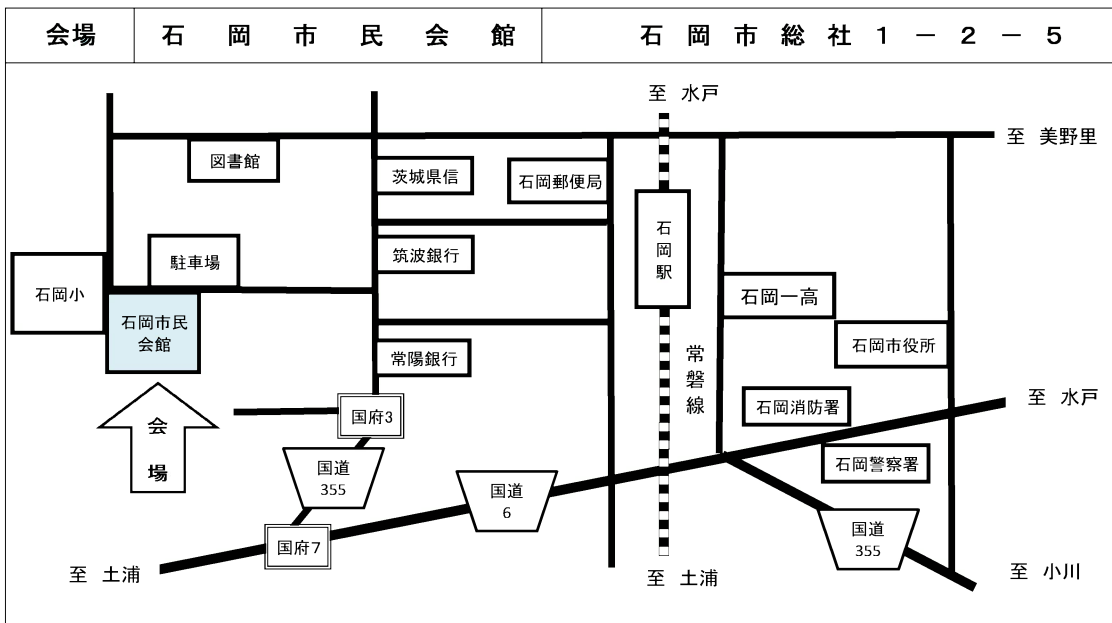 会場 石岡市民会館 石岡市総社1－2－5
至 水戸
至 美野里
図書館
茨城県信
石岡郵便局
石岡駅
駐車場
筑波銀行
石岡小
石岡一高
石岡市民
会館
常陽銀行
常磐線
石岡市役所
至 水戸
国府3
石岡消防署
会場
国道
355
石岡警察署
国道
6
国道
355
国府7
至 土浦
至 土浦
至 小川